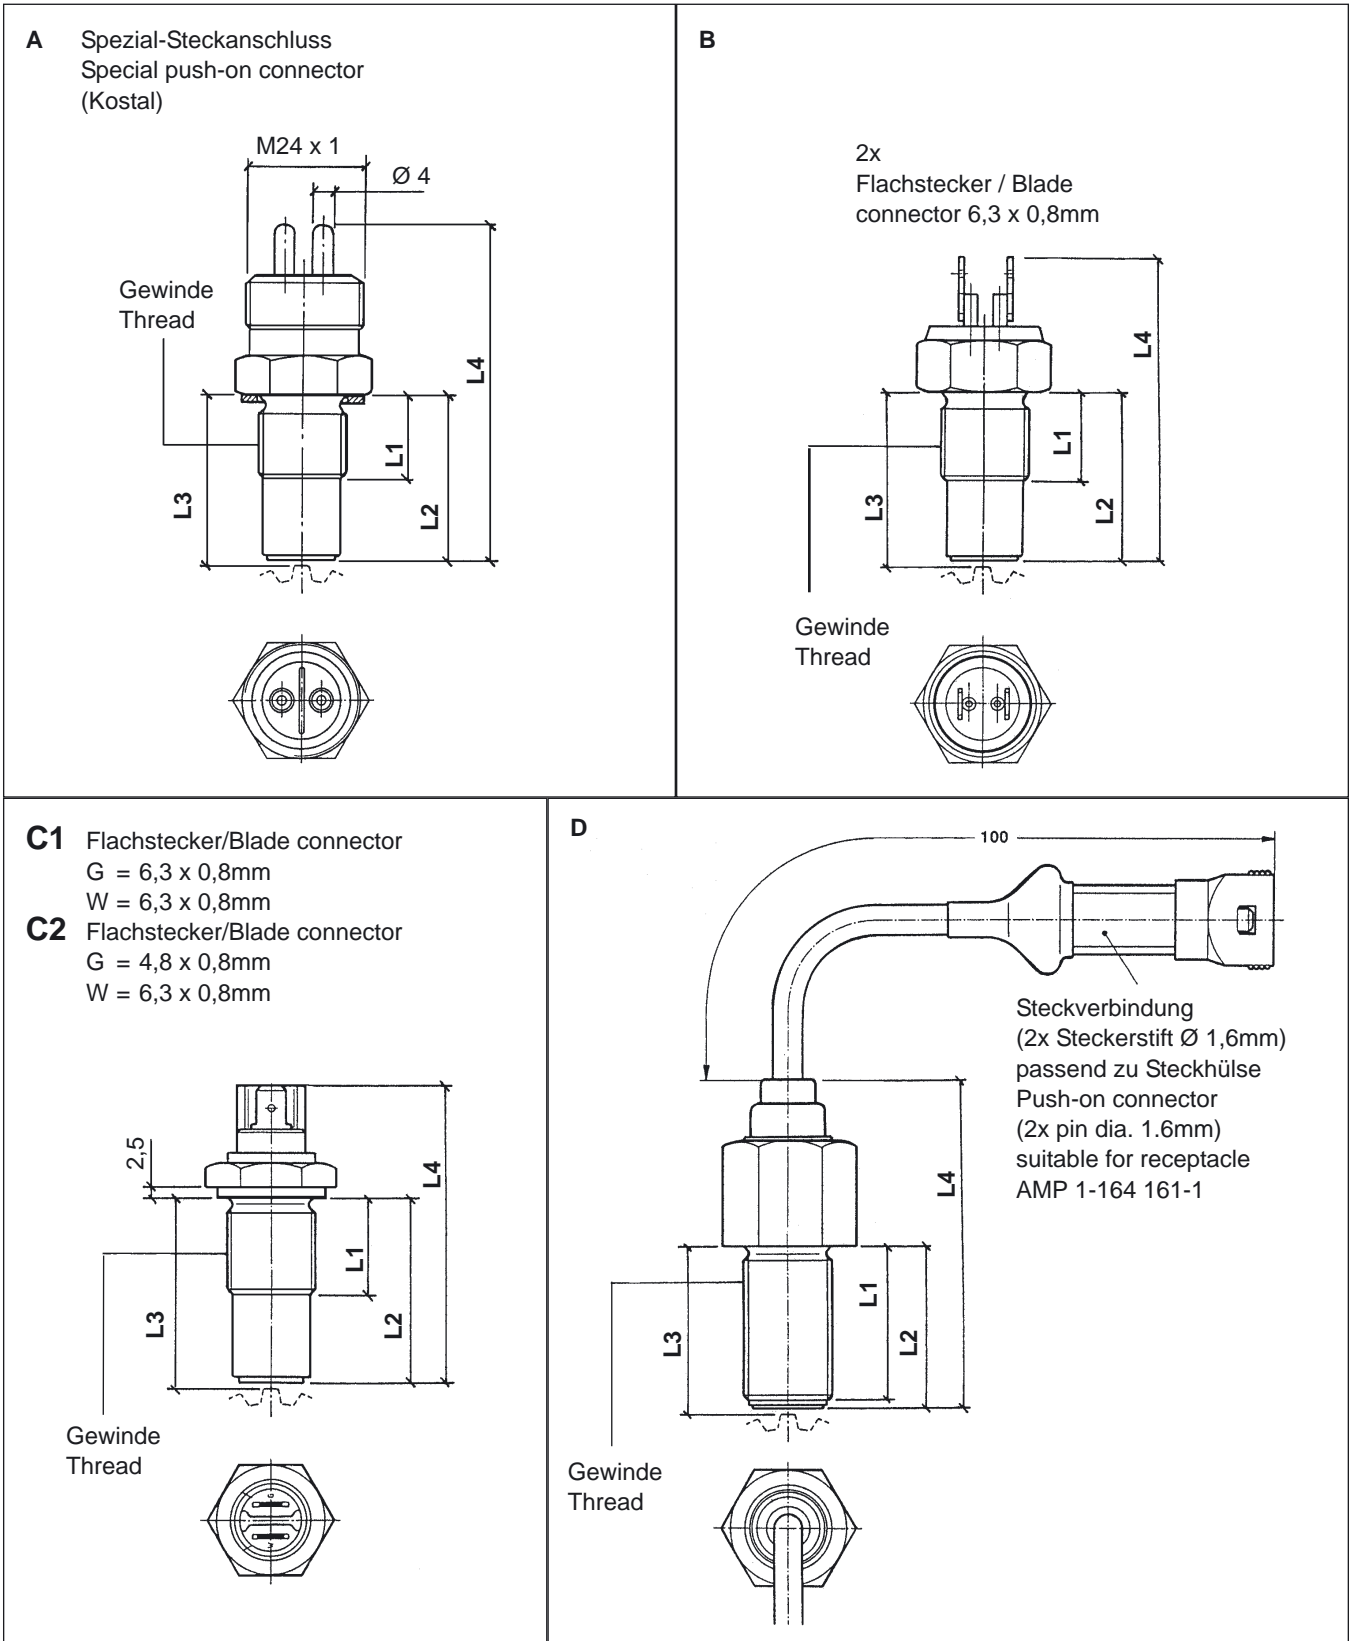 A Spezial-Steckanschluss
Special push-on connector
(Kostal)
M24 x 1
Ø 4
Gewinde
Thread
L4
L1
L3
L2
B
2x
Flachstecker / Blade
connector 6,3 x 0,8mm
L4
L1
L3
L2
Gewinde
Thread
C1 Flachstecker/Blade connector
G = 6,3 x 0,8mm
W = 6,3 x 0,8mm
C2 Flachstecker/Blade connector
G = 4,8 x 0,8mm
W = 6,3 x 0,8mm
2,5
L4
L1
L3
L2
Gewinde
Thread
G
D
100
Steckverbindung
(2x Steckerstift Ø 1,6mm)
passend zu Steckhülse
Push-on connector
(2x pin dia. 1.6mm)
suitable for receptacle
AMP 1-164 161-1
L4
L1
L3
L2
Gewinde
Thread